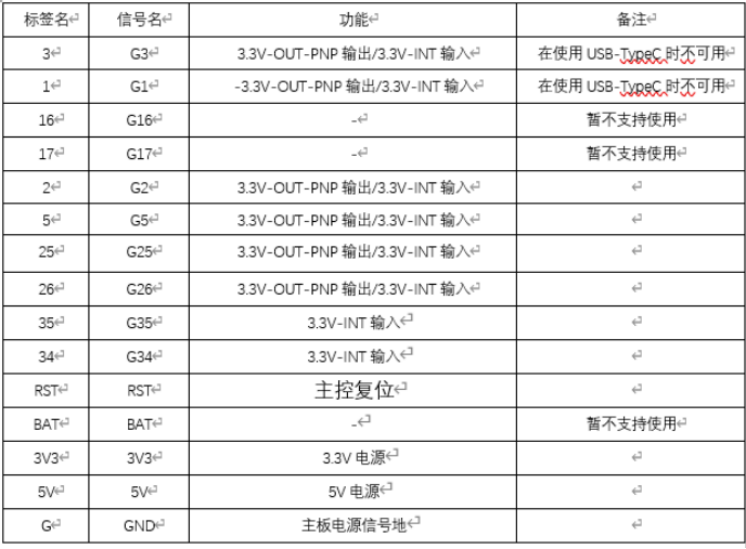 标签名 信号名 功能 备注
3 G3 3.3V-OUT-PNP 输出/3.3V-INT 输入 在使用 USB-TypeC 时不可用
1 G1 -3.3V-OUT-PNP 输出/3.3V-INT 输入 在使用 USB-TypeC 时不可用
16 G16 - 暂不支持使用
17 G17 - 暂不支持使用
2 G2 3.3V-OUT-PNP 输出/3.3V-INT 输入
5 G5 3.3V-OUT-PNP 输出/3.3V-INT 输入
25 G25 3.3V-OUT-PNP 输出/3.3V-INT 输入
26 G26 3.3V-OUT-PNP 输出/3.3V-INT 输入
35 G35 3.3V-INT 输入
34 G34 3.3V-INT 输入
RST RST 主控复位
BAT BAT - 暂不支持使用
3V3 3V3 3.3V 电源
5V 5V 5V 电源
G GND 主板电源信号地